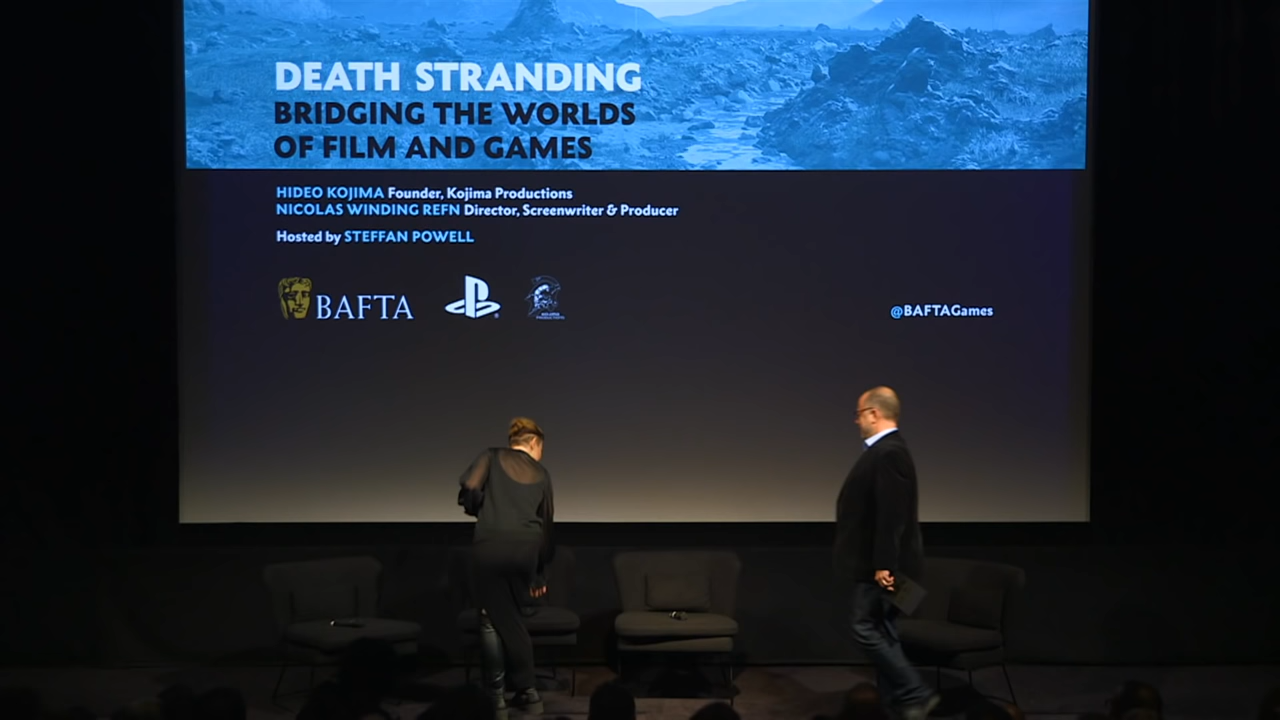 DEATH STRANDING
BRIDGING THE WORLDS
OF FILM AND GAMES
HIDEO KOJIMA Founder, Kojima Productions
NICOLAS WINDING REFN Director, Screenwriter & Producer
Hosted by STEFFAN POWELL
BAFTA
@BAFTAGames